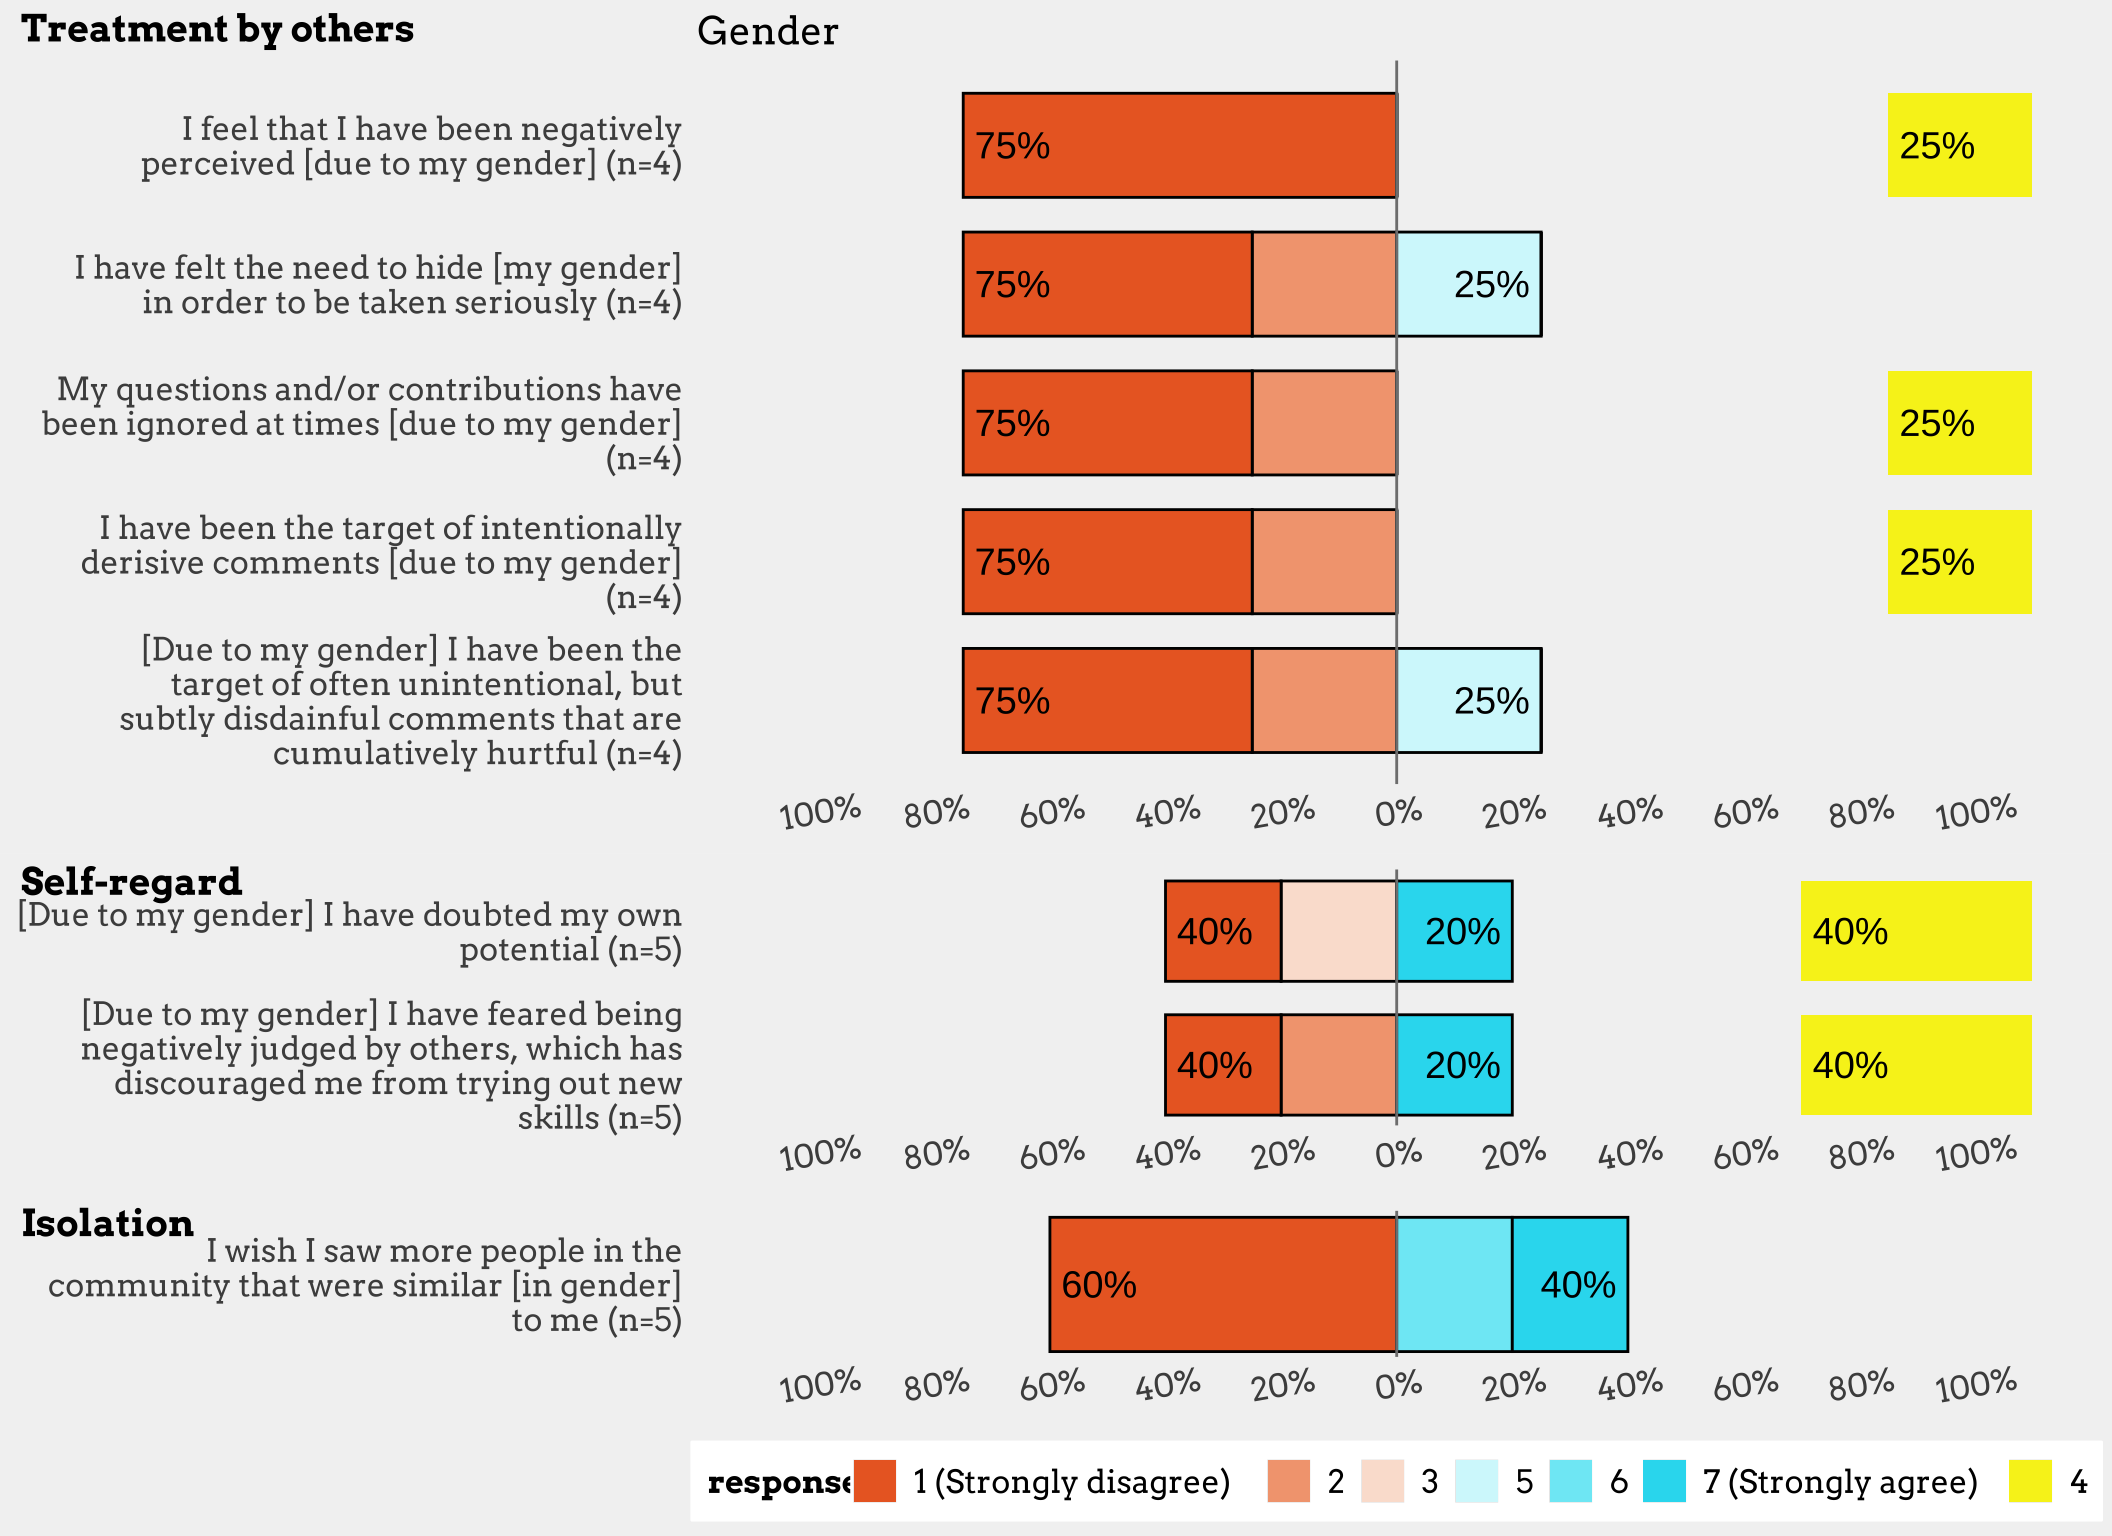 Treatment by others
Gender
I feel that I have been negatively
perceived [due to my gender] (n=4)
75%
25%
I have felt the need to hide [my gender]
in order to be taken seriously (n=4)
75%
25%
My questions and/or contributions have
been ignored at times [due to my gender]
(n=4)
75%
25%
I have been the target of intentionally
derisive comments [due to my gender]
(n=4)
75%
25%
[Due to my gender] I have been the
target of often unintentional, but
subtly disdainful comments that are
cumulatively hurtful (n=4)
75%
25%
100% 80% 60% 40% 20% 0% 20% 40% 60% 80% 100%
Self-regard
[Due to my gender] I have doubted my own
potential (n=5)
40%
20%
40%
[Due to my gender] I have feared being
negatively judged by others, which has
discouraged me from trying out new
skills (n=5)
40%
20%
40%
100% 80% 60% 40% 20% 0% 20% 40% 60% 80% 100%
Isolation
I wish I saw more people in the
community that were similar [in gender]
to me (n=5)
60%
40%
100% 80% 60% 40% 20% 0% 20% 40% 60% 80% 100%
response 1 (Strongly disagree) 2 3 5 6 7 (Strongly agree) 4